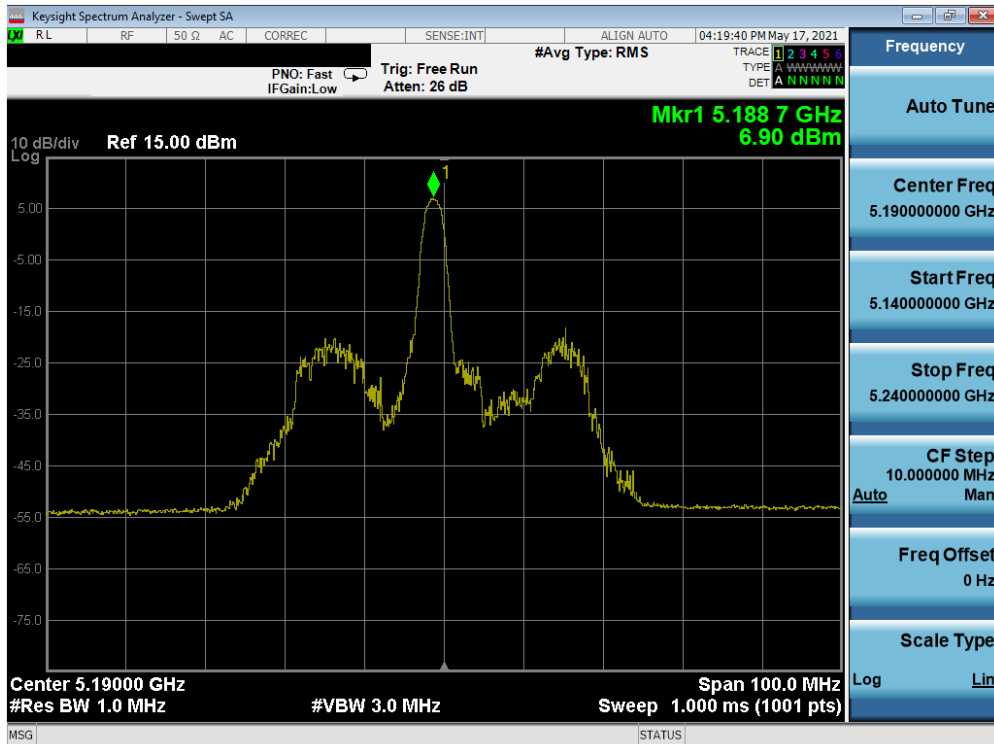 Keysight Spectrum Analyzer - Swept SA
LXI RL RF 50 Ω AC CORREC SENSE:INT ALIGN AUTO 04:19:40 PM May 17, 2021
PNO: Fast
IFGain:Low
Trig: Free Run
Atten: 26 dB
#Avg Type: RMS
TRACE 1 2 3 4 5 6
TYPE A WWWWW
DET A N N N N N
Mkr1 5.188 7 GHz
6.90 dBm
10 dB/div
Log
Ref 15.00 dBm
1
5.00
-5.00
-15.0
-25.0
-35.0
-45.0
-55.0
-65.0
-75.0
Center 5.19000 GHz
#Res BW 1.0 MHz
#VBW 3.0 MHz
Span 100.0 MHz
Sweep 1.000 ms (1001 pts)
MSG
STATUS
Frequency
Auto Tune
Center Freq
5.190000000 GHz
Start Freq
5.140000000 GHz
Stop Freq
5.240000000 GHz
CF Step
10.000000 MHz
Auto Man
Freq Offset
0 Hz
Scale Type
Log Lin